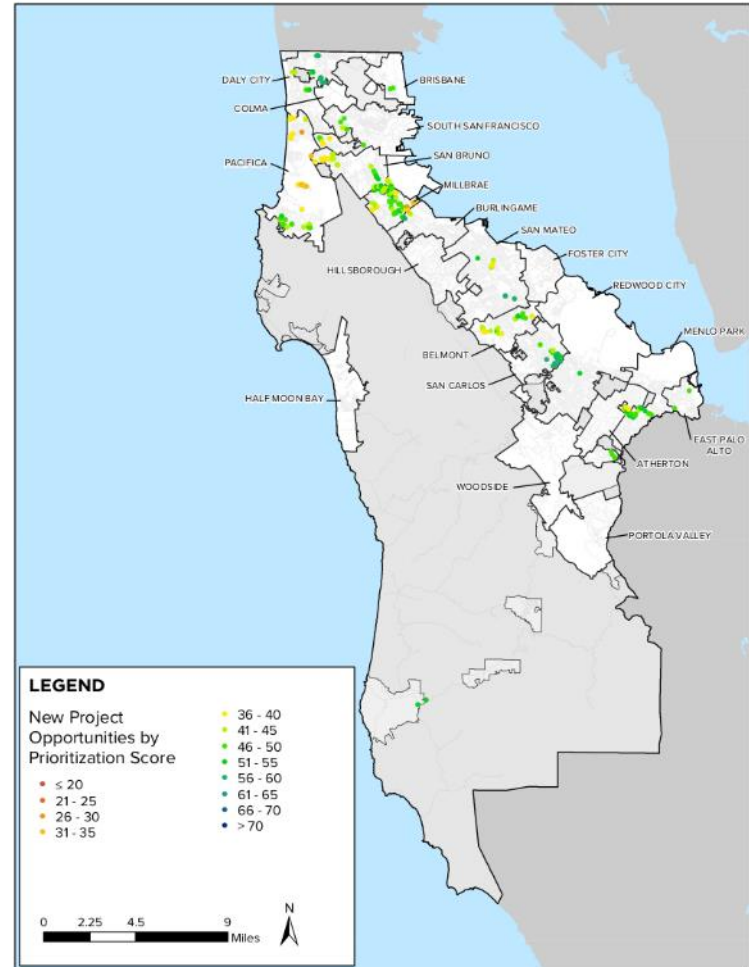 DALY CITY
BRISBANE
COLMA
SOUTH SAN FRANCISCO
SAN BRUNO
PACIFICA
MILLBRAE
BURLINGAME
SAN MATEO
FOSTER CITY
HILLSBOROUGH
REDWOOD CITY
MENLO PARK
BELMONT
SAN CARLOS
HALF MOON BAY
EAST PALO
ALTO
ATHERTON
WOODSIDE
PORTOLA VALLEY
LEGEND
New Project
Opportunities by
Prioritization Score
≤ 20
21 - 25
26 - 30
31 - 35
36 - 40
41 - 45
46 - 50
51 - 55
56 - 60
61 - 65
66 - 70
> 70
0 2.25 4.5 9
Miles
N